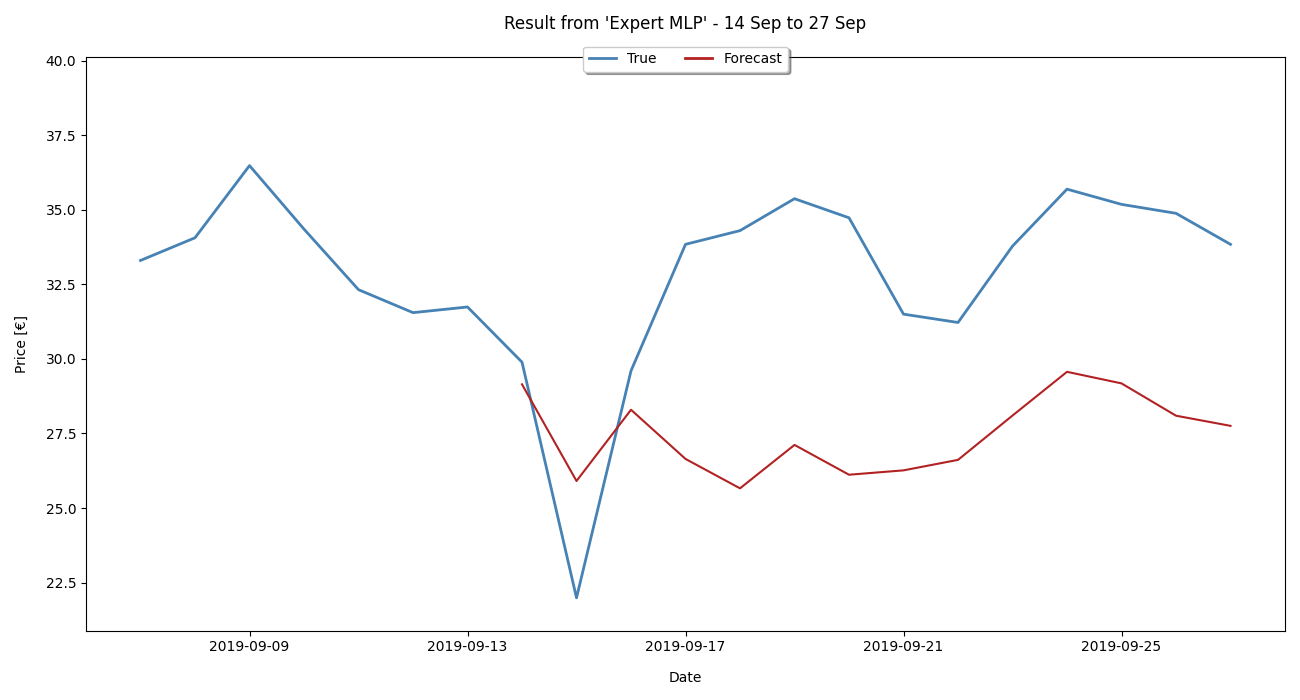 Result from 'Expert MLP' - 14 Sep to 27 Sep
True Forecast
40.0
37.5
35.0
32.5
30.0
27.5
25.0
22.5
Price [€]
2019-09-09 2019-09-13 2019-09-17 2019-09-21 2019-09-25
Date